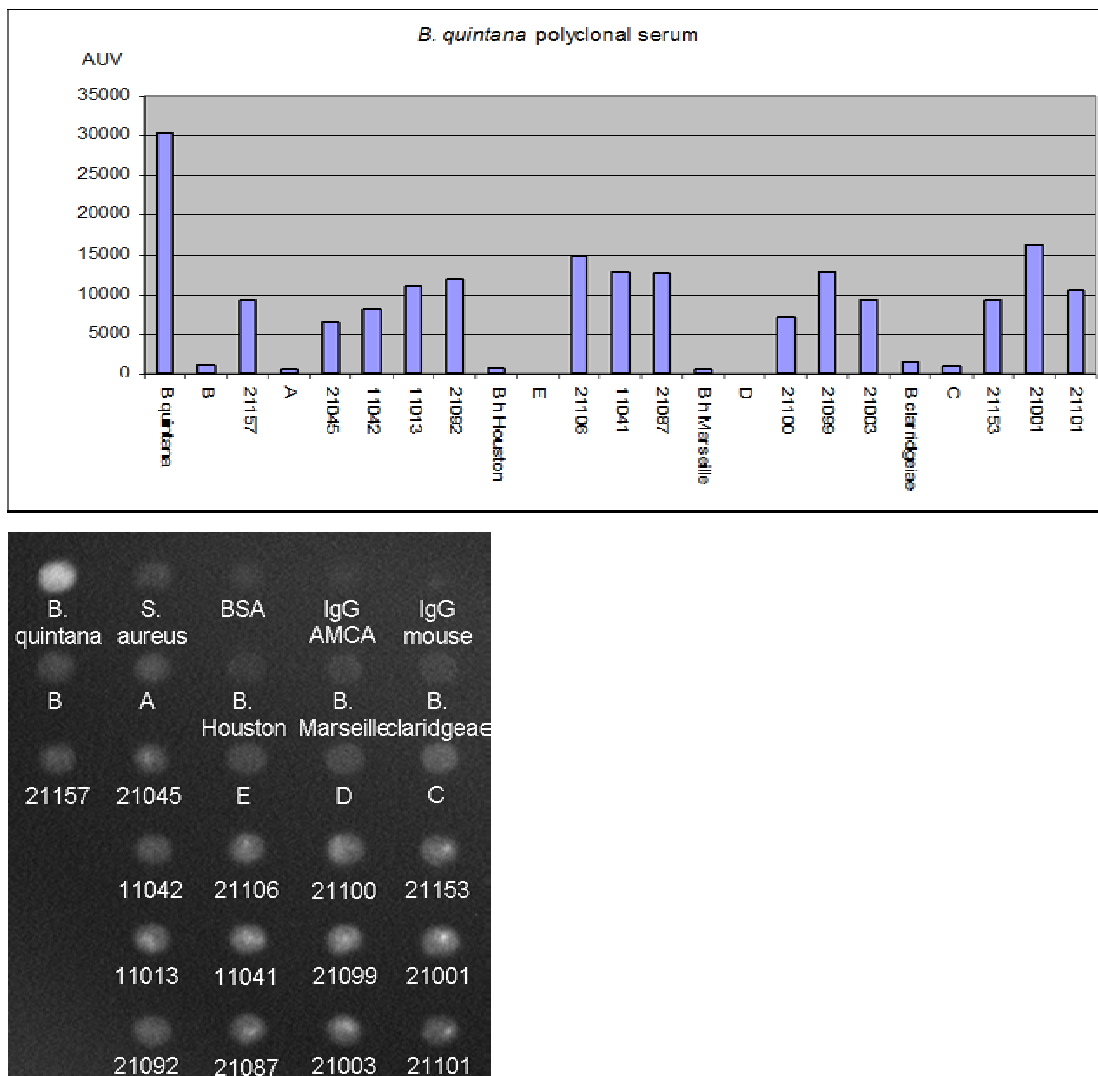 B. quintana polyclonal serum
AUV
35000
30000
25000
20000
15000
10000
5000
0
B quintana
B
21157
A
21045
11042
11013
21092
B h Houston
E
21106
11041
21087
B h Marseille
D
21100
21099
21003
B clarridgeiae
C
21153
21001
21101
B. S. BSA IgG IgG
quintana aureus AMCA mouse
B A B. B. B.
Houston Marseille claridgeae
21157 21045 E D C
11042 21106 21100 21153
11013 11041 21099 21001
21092 21087 21003 21101